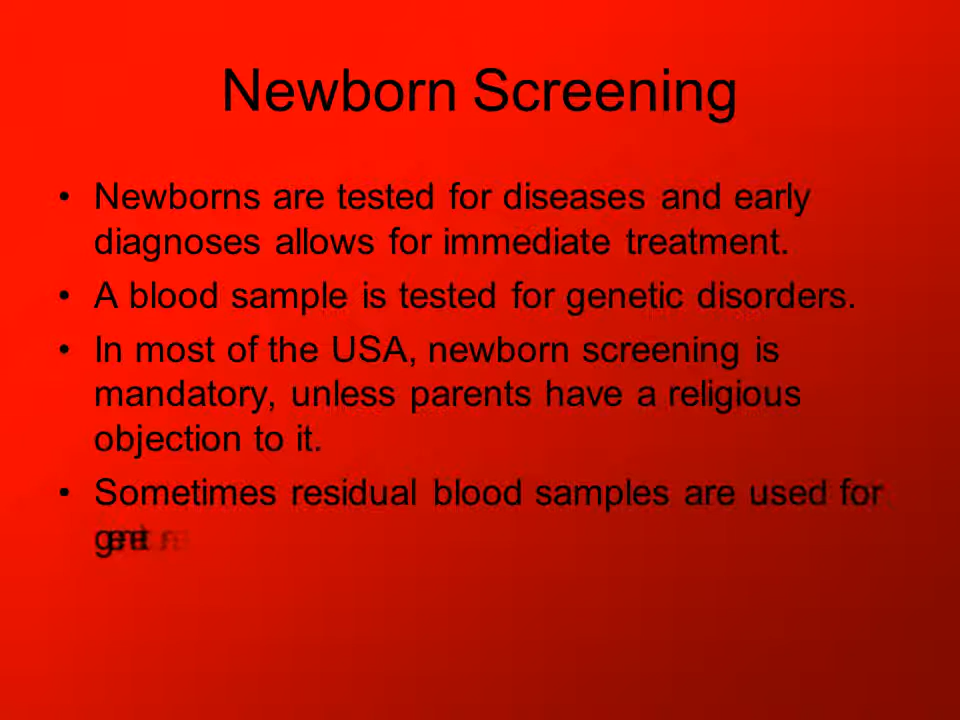 Newborn Screening
• Newborns are tested for diseases and early
diagnoses allows for immediate treatment.
• A blood sample is tested for genetic disorders.
• In most of the USA, newborn screening is
mandatory, unless parents have a religious
objection to it.
• Sometimes residual blood samples are used for